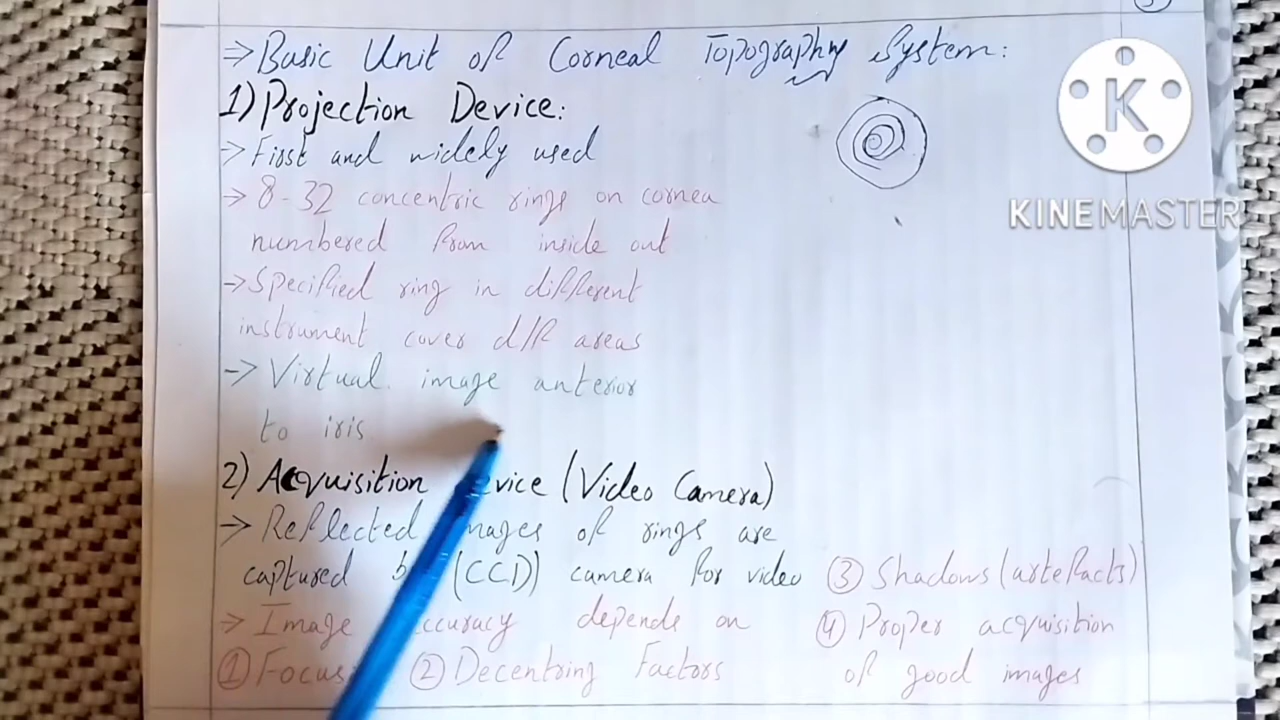 ⇒ Basic Unit of Corneal Topography System:
1) Projection Device:
→ First and widely used
→ 8-32 concentric rings on cornea
numbered from inside out
→ Specified ring in different
instrument cover d/f areas
→ Virtual image anterior
to iris
2) Acquisition Device (Video Camera)
→ Reflected images of rings are
captured (CCD) camera for video
→ Image accuracy depends on
① Focus ② Decentring Factors
③ Shadows (artefacts)
④ Proper acquisition
of good images
K
KINEMASTER